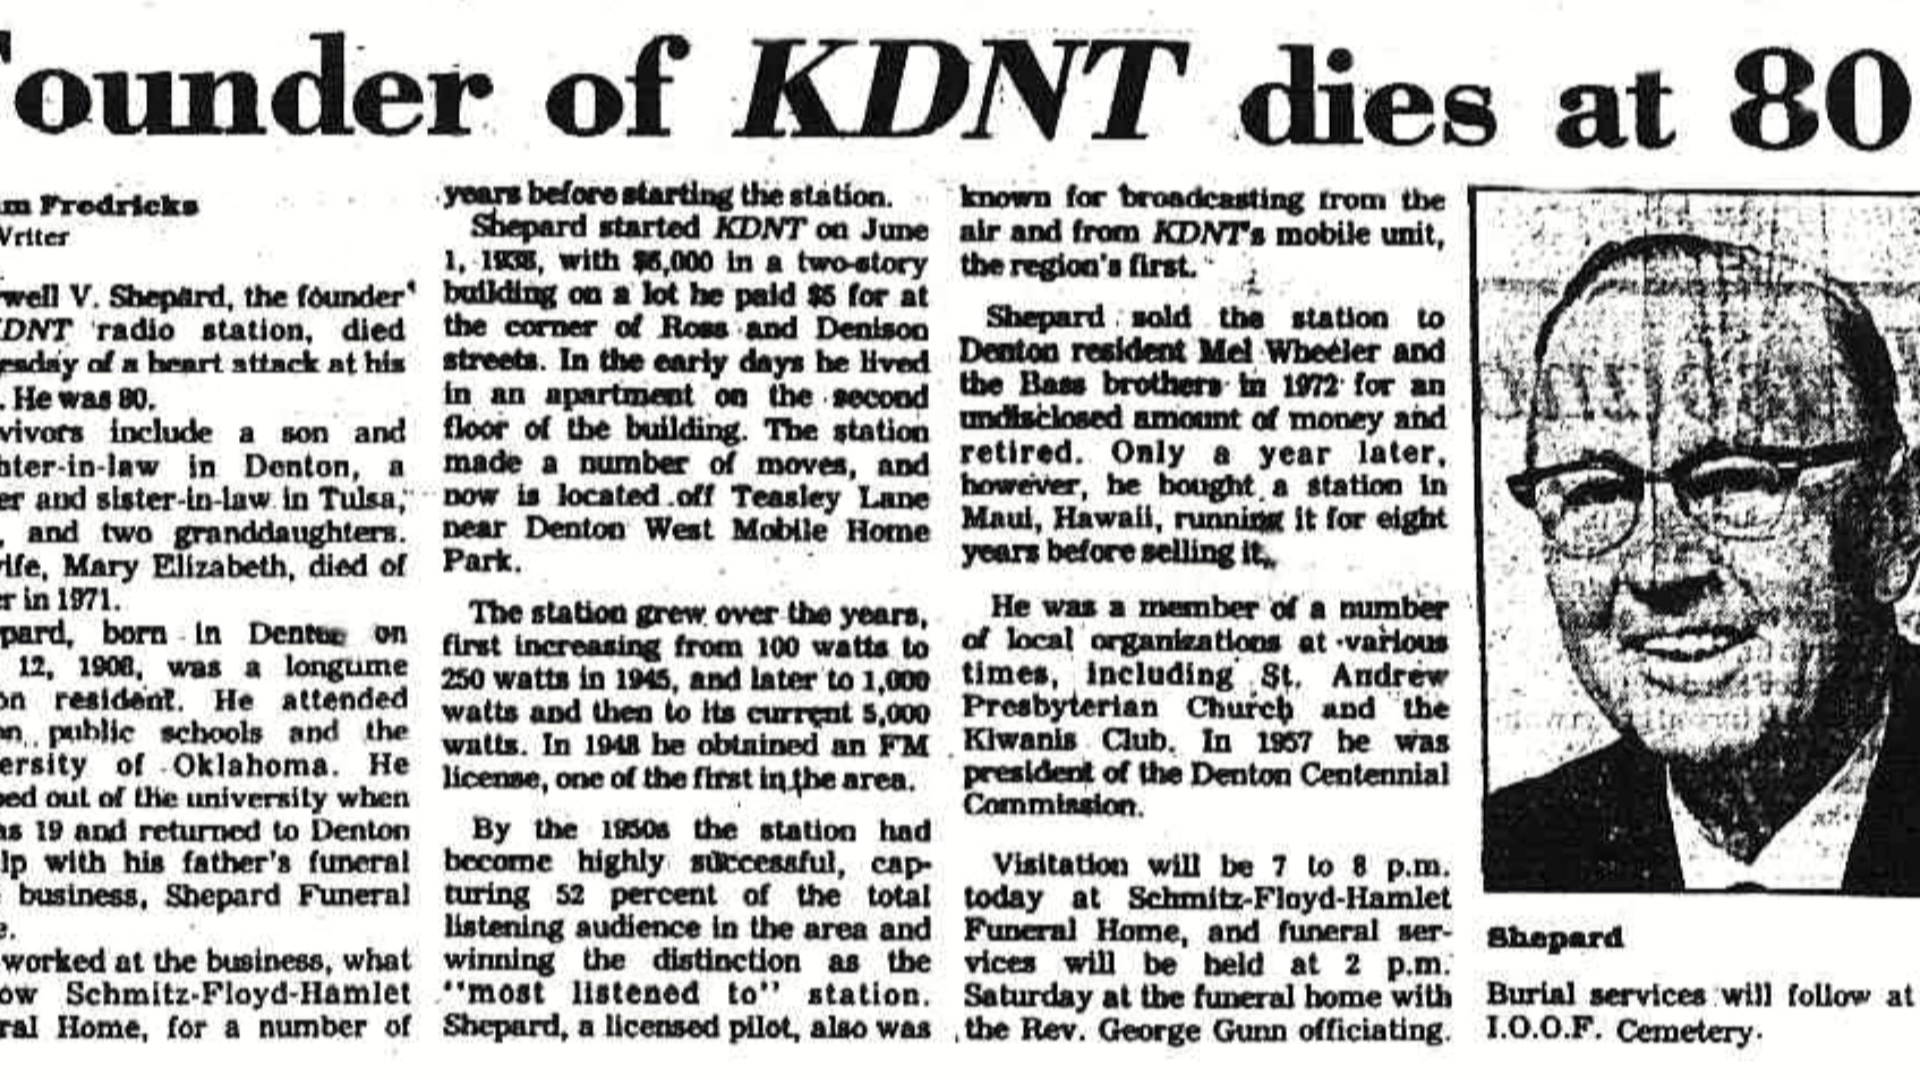 ounder of KDNT dies at 80
m Fredricks
Writer
well V. Shepard, the founder
KDNT radio station, died
esday of a heart attack at his
. He was 80.
vivors include a son and
hter-in-law in Denton, a
er and sister-in-law in Tulsa,
, and two granddaughters.
ife, Mary Elizabeth, died of
r in 1971.
pard, born in Denton on
12, 1908, was a longtime
on resident. He attended
on public schools and the
ersity of Oklahoma. He
ped out of the university when
as 19 and returned to Denton
lp with his father's funeral
business, Shepard Funeral
e.
worked at the business, what
ow Schmitz-Floyd-Hamlet
ral Home, for a number of
years before starting the station.
Shepard started KDNT on June
1, 1938, with $6,000 in a two-story
building on a lot he paid $5 for at
the corner of Ross and Denison
streets. In the early days he lived
in an apartment on the second
floor of the building. The station
made a number of moves, and
now is located off Teasley Lane
near Denton West Mobile Home
Park.
The station grew over the years,
first increasing from 100 watts to
250 watts in 1945, and later to 1,000
watts and then to its current 5,000
watts. In 1948 he obtained an FM
license, one of the first in the area.
By the 1950s the station had
become highly successful, cap-
turing 52 percent of the total
listening audience in the area and
winning the distinction as the
"most listened to" station.
Shepard, a licensed pilot, also was
known for broadcasting from the
air and from KDNT's mobile unit,
the region's first.
Shepard sold the station to
Denton resident Mel Wheeler and
the Bass brothers in 1972 for an
undisclosed amount of money and
retired. Only a year later,
however, he bought a station in
Maui, Hawaii, running it for eight
years before selling it.
He was a member of a number
of local organizations at various
times, including St. Andrew
Presbyterian Church and the
Kiwanis Club. In 1957 he was
president of the Denton Centennial
Commission.
Visitation will be 7 to 8 p.m.
today at Schmitz-Floyd-Hamlet
Funeral Home, and funeral ser-
vices will be held at 2 p.m.
Saturday at the funeral home with
the Rev. George Gunn officiating.
Shepard
Burial services will follow at
I.O.O.F. Cemetery.